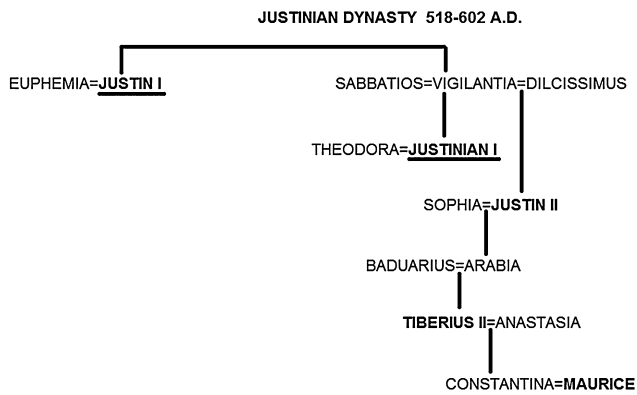 JUSTINIAN DYNASTY 518-602 A.D.
EUPHEMIA=JUSTIN I
SABBATIOS=VIGILANTIA=DILCISSIMUS
THEODORA=JUSTINIAN I
SOPHIA=JUSTIN II
BADUARIUS=ARABIA
TIBERIUS II=ANASTASIA
CONSTANTINA=MAURICE